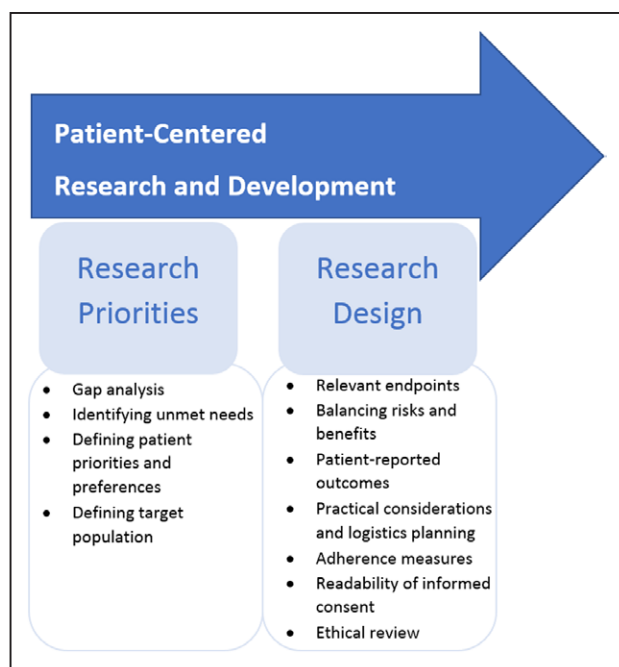 Patient-Centered
Research and Development
Research
Priorities
Research
Design
• Gap analysis
• Identifying unmet needs
• Defining patient
priorities and
preferences
• Defining target
population
• Relevant endpoints
• Balancing risks and
benefits
• Patient-reported
outcomes
• Practical considerations
and logistics planning
• Adherence measures
• Readability of informed
consent
• Ethical review